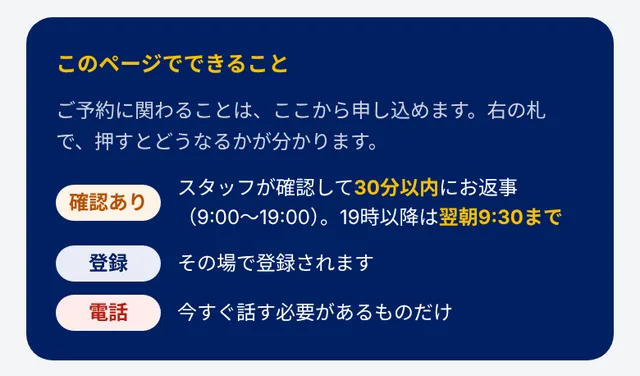 このページでできること
ご予約に関わることは、ここから申し込めます。右の札
で、押すとどうなるかが分かります。
確認あり
スタッフが確認して30分以内にお返事
（9:00〜19:00）。19時以降は翌朝9:30まで
登録
その場で登録されます
電話
今すぐ話す必要があるものだけ